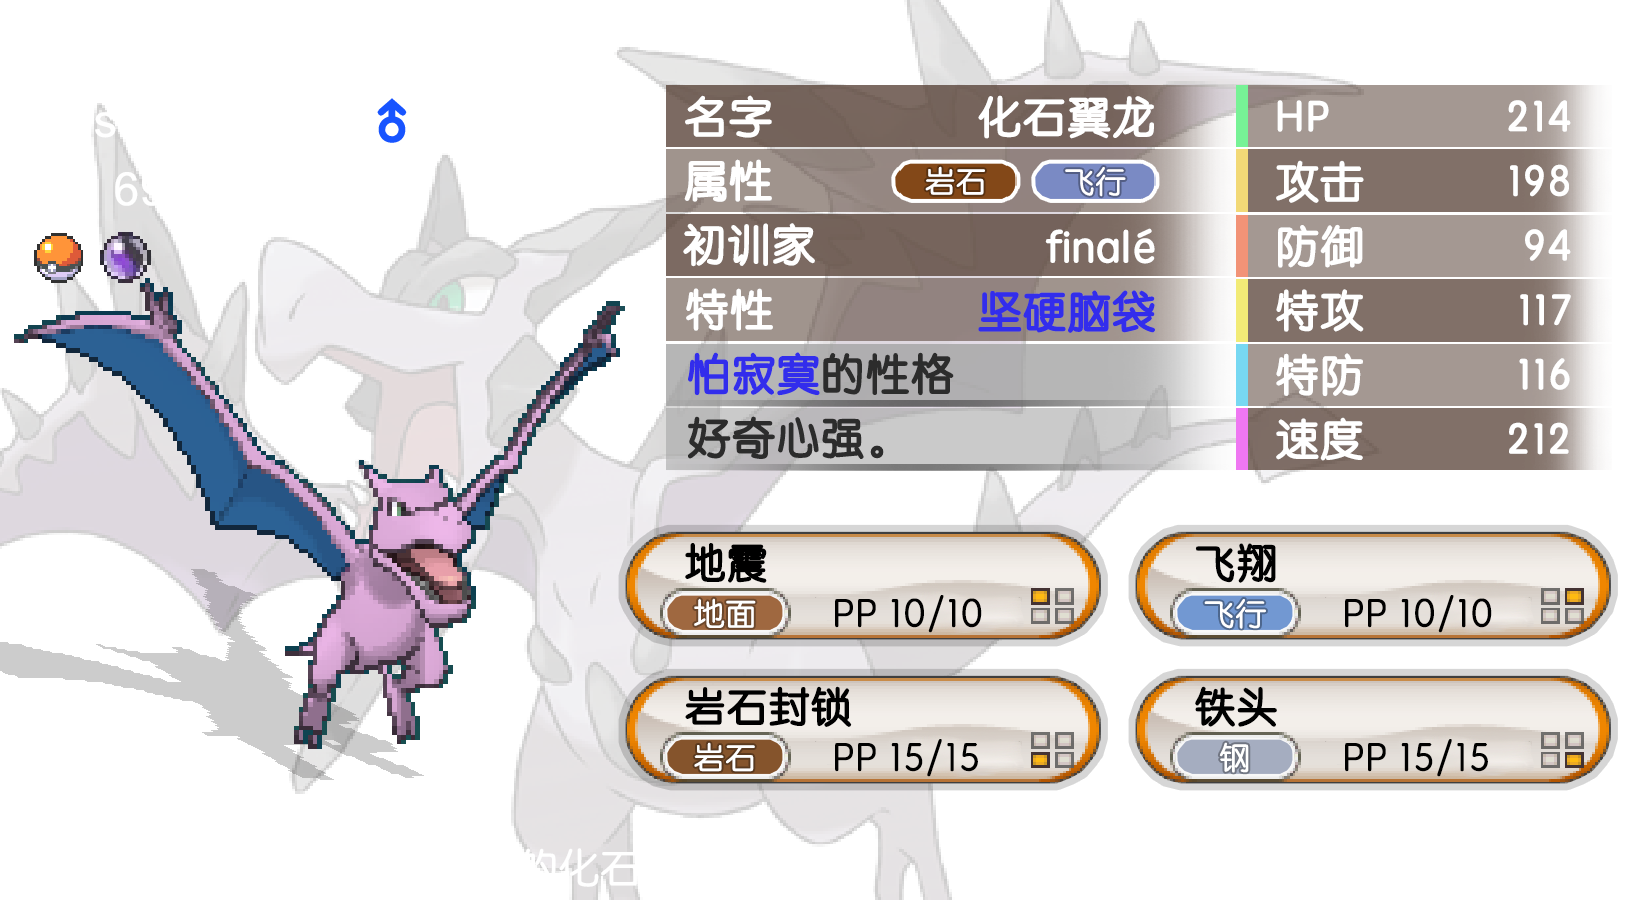 名字 化石翼龙
属性 岩石 飞行
初训家 finalé
特性 坚硬脑袋
怕寂寞的性格
好奇心强。
HP 214
攻击 198
防御 94
特攻 117
特防 116
速度 212
地震
地面 PP 10/10
飞翔
飞行 PP 10/10
岩石封锁
岩石 PP 15/15
铁头
钢 PP 15/15
的化石